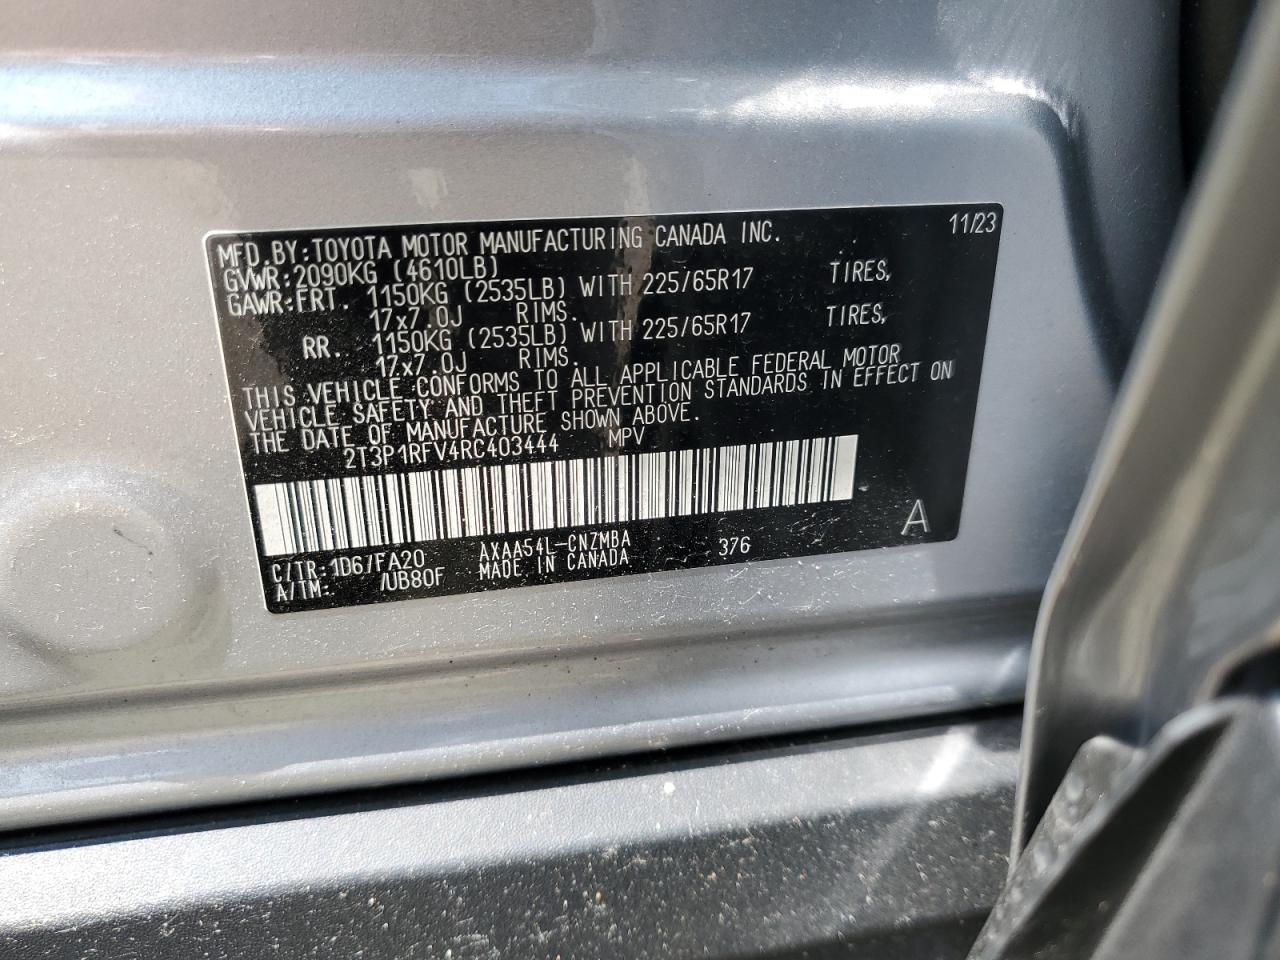 11/23
MFD.BY:TOYOTA MOTOR MANUFACTURING CANADA INC.
GVWR:2090KG (4610LB)
GAWR:FRT. 1150KG (2535LB) WITH 225/65R17 TIRES,
17x7.0J RIMS.
RR. 1150KG (2535LB) WITH 225/65R17 TIRES,
17x7.0J RIMS.
THIS VEHICLE CONFORMS TO ALL APPLICABLE FEDERAL MOTOR
VEHICLE SAFETY AND THEFT PREVENTION STANDARDS IN EFFECT ON
THE DATE OF MANUFACTURE SHOWN ABOVE.
2T3P1RFV4RC403444 MPV
A
C/TR:1D6/FA20 AXAA54L-CNZMBA 376
A/TM: /UB80F MADE IN CANADA